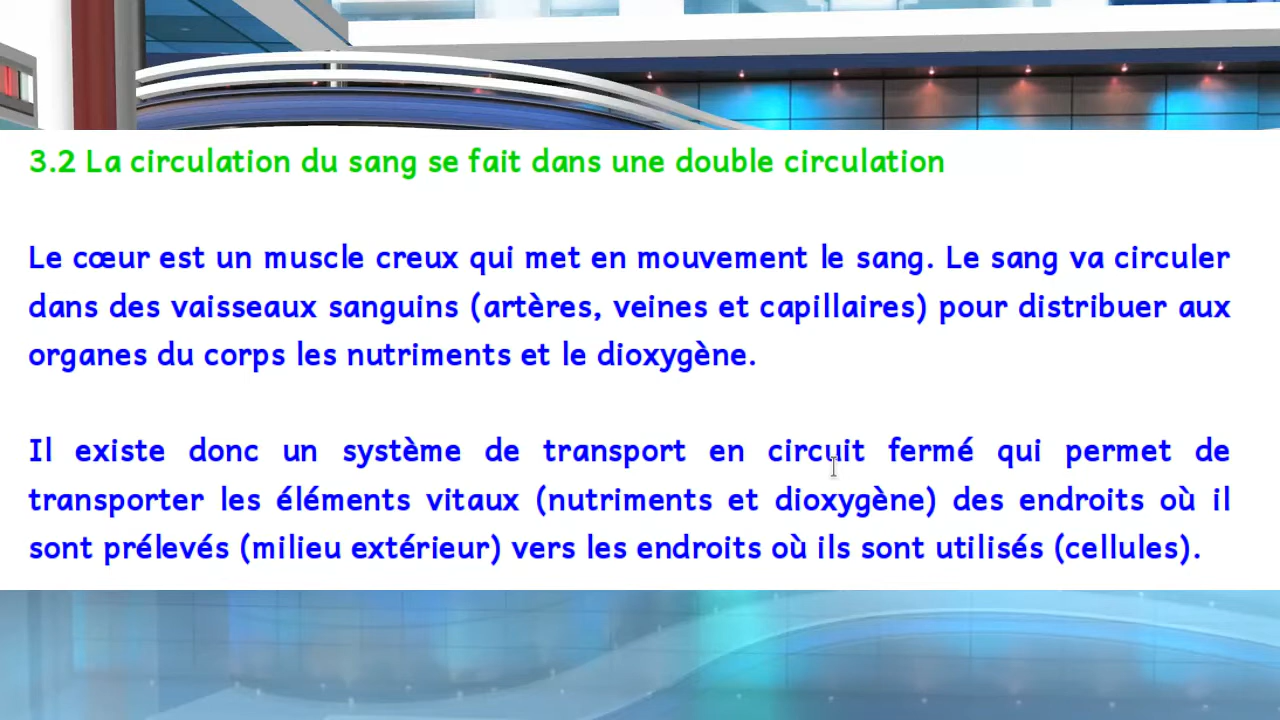 3.2 La circulation du sang se fait dans une double circulation
Le cœur est un muscle creux qui met en mouvement le sang. Le sang va circuler
dans des vaisseaux sanguins (artères, veines et capillaires) pour distribuer aux
organes du corps les nutriments et le dioxygène.
Il existe donc un système de transport en circuit fermé qui permet de
transporter les éléments vitaux (nutriments et dioxygène) des endroits où il
sont prélevés (milieu extérieur) vers les endroits où ils sont utilisés (cellules).